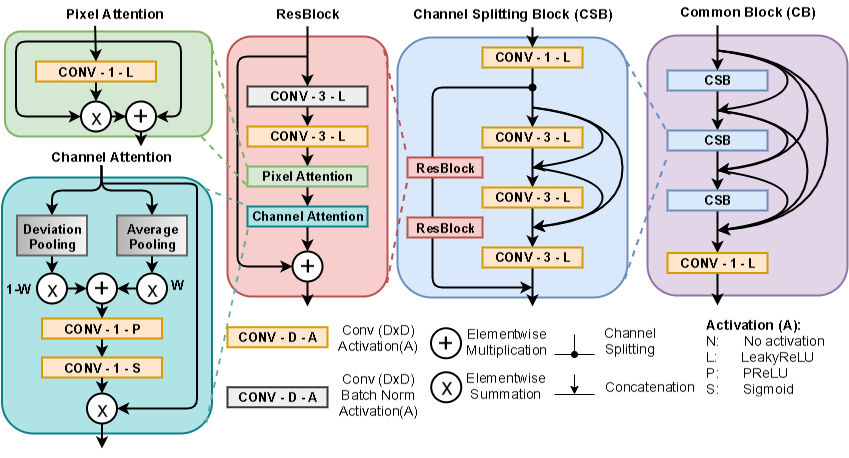 Pixel Attention
CONV - 1 - L
X
+
Channel Attention
Deviation
Pooling
Average
Pooling
1-W
X
+
X
W
CONV - 1 - P
CONV - 1 - S
X
ResBlock
CONV - 3 - L
CONV - 3 - L
Pixel Attention
Channel Attention
+
Channel Splitting Block (CSB)
CONV - 1 - L
CONV - 3 - L
ResBlock
CONV - 3 - L
ResBlock
CONV - 3 - L
Common Block (CB)
CSB
CSB
CSB
CONV - 1 - L
CONV - D - A
Conv (DxD)
Activation(A)
CONV - D - A
Conv (DxD)
Batch Norm
Activation(A)
+
Elementwise
Multiplication
X
Elementwise
Summation
Channel
Splitting
Concatenation
Activation (A):
N: No activation
L: LeakyReLU
P: PReLU
S: Sigmoid